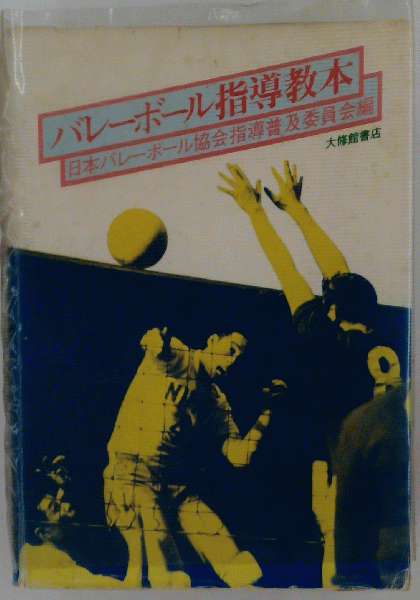 バレーボール指導教本
日本バレーボール協会指導普及委員会編
大修館書店
N
9